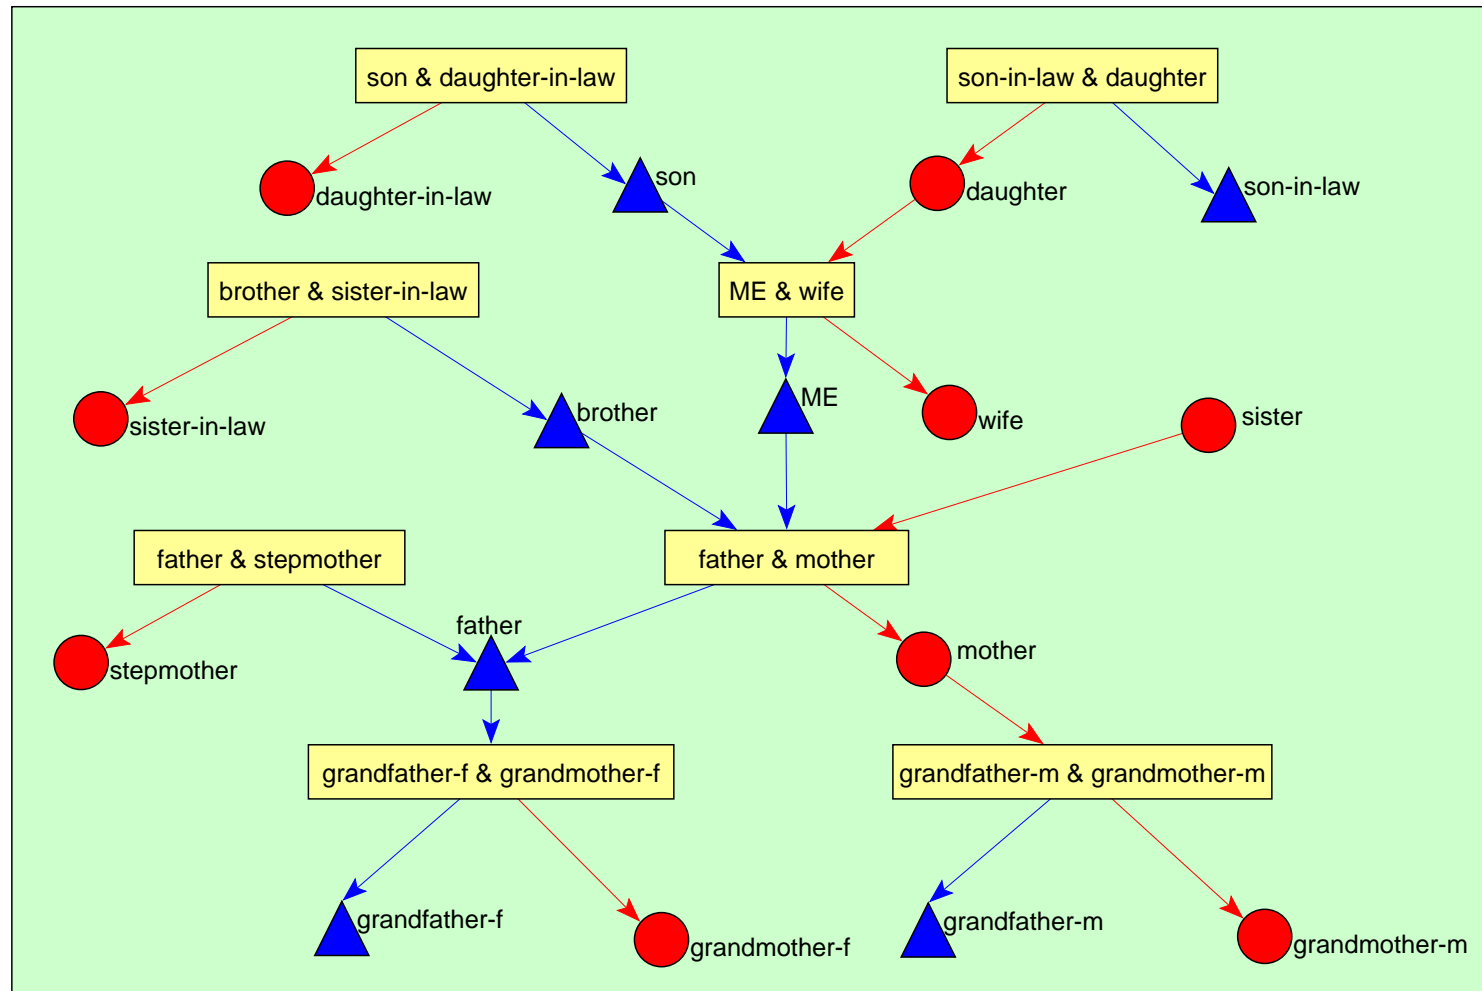 son & daughter-in-law
son-in-law & daughter
daughter-in-law
son
daughter
son-in-law
brother & sister-in-law
ME & wife
sister-in-law
brother
ME
wife
sister
father & stepmother
father & mother
stepmother
father
mother
grandfather-f & grandmother-f
grandfather-m & grandmother-m
grandfather-f
grandmother-f
grandfather-m
grandmother-m